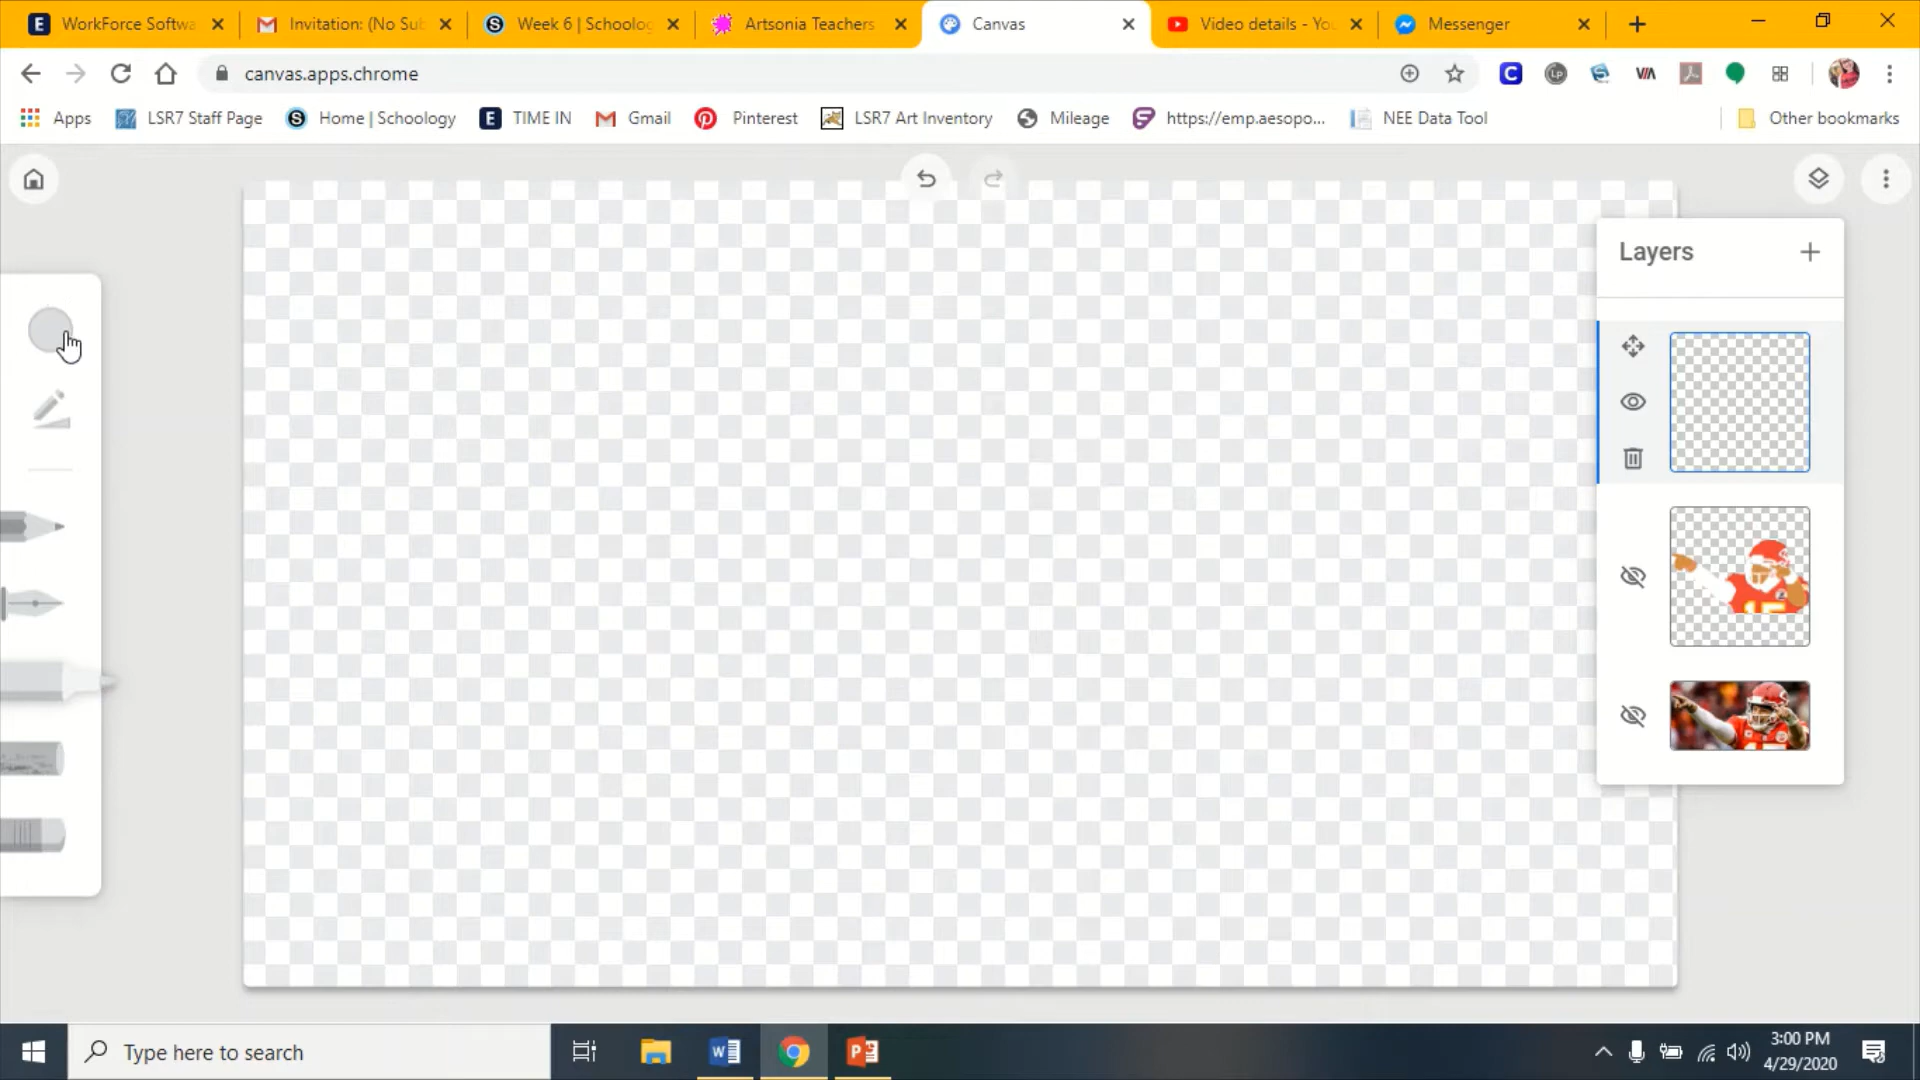 WorkForce Softwa
Invitation: (No Sub
Week 6 | Schoolog
Artsonia Teachers
Canvas
Video details - You
Messenger
canvas.apps.chrome
Apps
LSR7 Staff Page
Home | Schoology
TIME IN
Gmail
Pinterest
LSR7 Art Inventory
Mileage
https://emp.aesopo...
NEE Data Tool
Other bookmarks
Layers
15
Type here to search
3:00 PM
4/29/2020